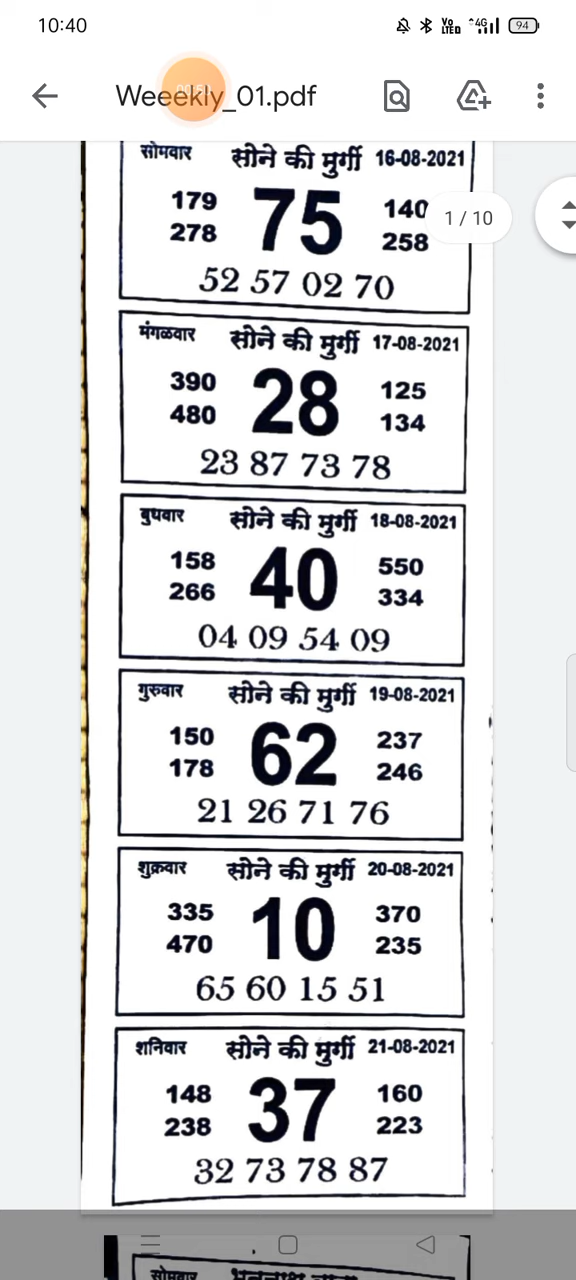 10:40 Vo LTED 4G 94
Weeekly_01.pdf
सोमवार सोने की मुर्गी 16-08-2021
179 75 140
278 258
1 / 10
52 57 02 70
मंगळवार सोने की मुर्गी 17-08-2021
390 28 125
480 134
23 87 73 78
बुधवार सोने की मुर्गी 18-08-2021
158 40 550
266 334
04 09 54 09
गुरुवार सोने की मुर्गी 19-08-2021
150 62 237
178 246
21 26 71 76
शुक्रवार सोने की मुर्गी 20-08-2021
335 10 370
470 235
65 60 15 51
शनिवार सोने की मुर्गी 21-08-2021
148 37 160
238 223
32 73 78 87
सोमवार